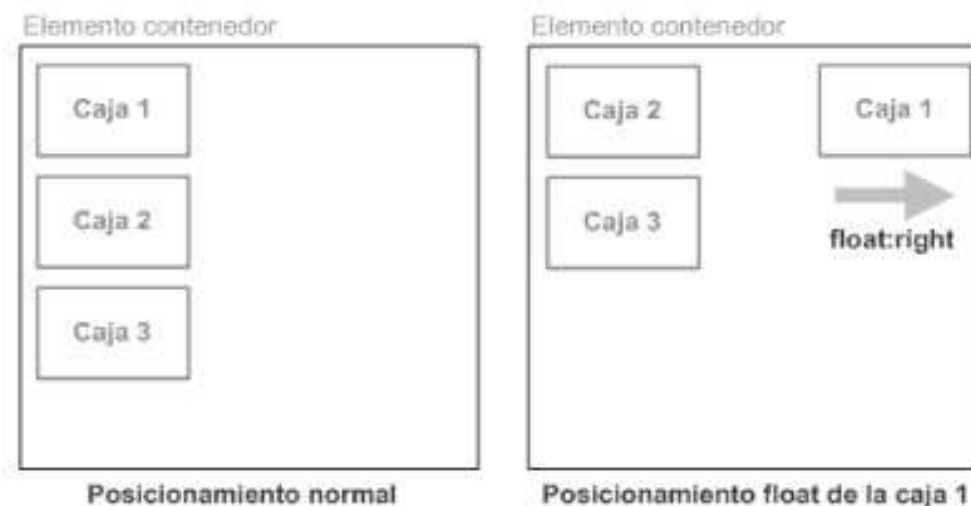 Elemento contenedor
Caja 1
Caja 2
Caja 3
Posicionamiento normal
Elemento contenedor
Caja 2
Caja 1
Caja 3
float:right
Posicionamiento float de la caja 1